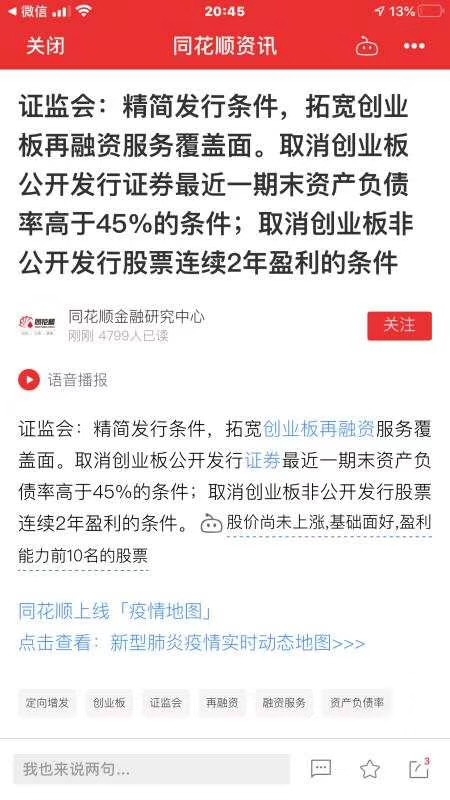 微信
20:45
13%
关闭
同花顺资讯
证监会：精简发行条件，拓宽创业
板再融资服务覆盖面。取消创业板
公开发行证券最近一期末资产负债
率高于45%的条件；取消创业板非
公开发行股票连续2年盈利的条件
同花顺金融研究中心
刚刚 4799人已读
关注
语音播报
证监会：精简发行条件，拓宽创业板再融资服务覆
盖面。取消创业板公开发行证券最近一期末资产负
债率高于45%的条件；取消创业板非公开发行股票
连续2年盈利的条件。 股价尚未上涨,基础面好,盈利
能力前10名的股票
同花顺上线「疫情地图」
点击查看：新型肺炎疫情实时动态地图>>>
定向增发 创业板 证监会 再融资 融资服务 资产负债率
我也来说两句...
3